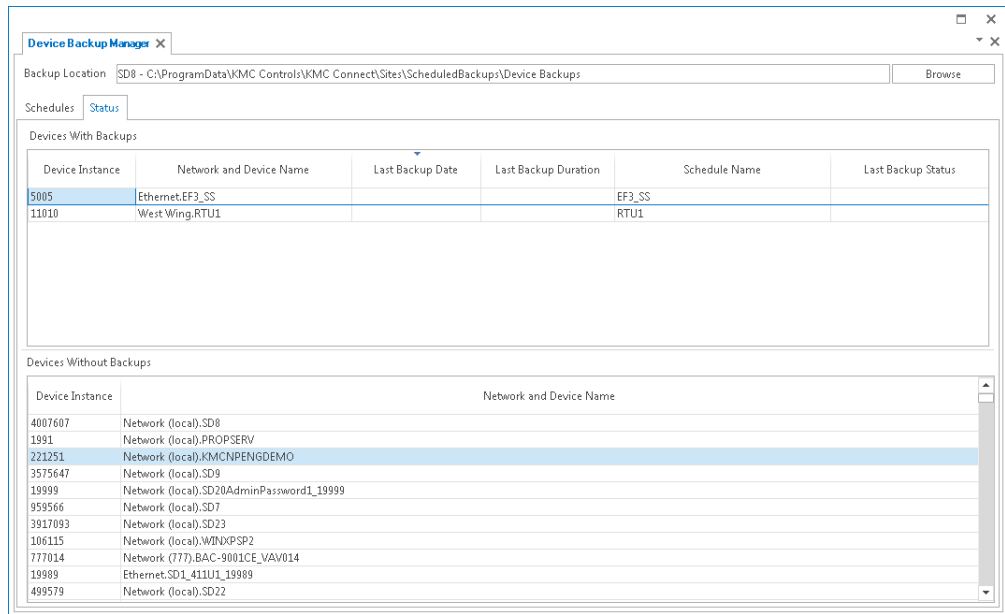 Device Backup Manager
Backup Location SD8 - C:\ProgramData\KMC Controls\KMC Connect\Sites\ScheduledBackups\Device Backups Browse
Schedules Status
Devices With Backups
Device Instance Network and Device Name Last Backup Date Last Backup Duration Schedule Name Last Backup Status
5005 Ethernet.EF3_SS EF3_SS
11010 West Wing.RTU1 RTU1
Devices Without Backups
Device Instance Network and Device Name
4007607 Network (local).SD8
1991 Network (local).PROPSERV
221251 Network (local).KMCNPENGDEMO
3575647 Network (local).SD9
19999 Network (local).SD20AdminPassword1_19999
959566 Network (local).SD7
3917093 Network (local).SD23
106115 Network (local).WINXPSP2
777014 Network (777).BAC-9001CE_VAV014
19989 Ethernet.SD1_411U1_19989
499579 Network (local).SD22